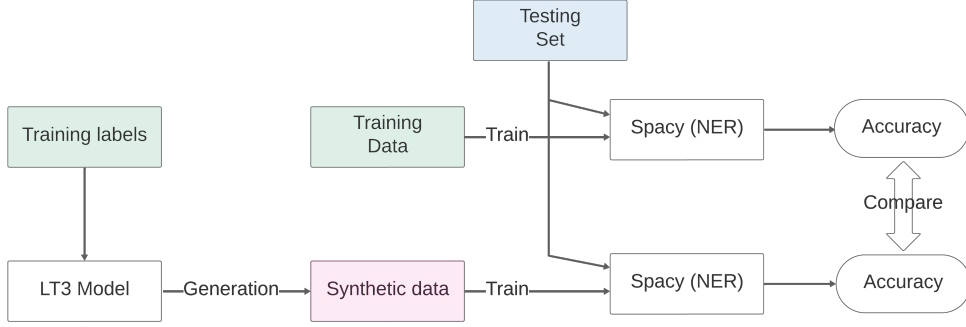 Testing
Set
Training labels
Training
Data
Train
Spacy (NER)
Accuracy
Compare
LT3 Model
Generation
Synthetic data
Train
Spacy (NER)
Accuracy